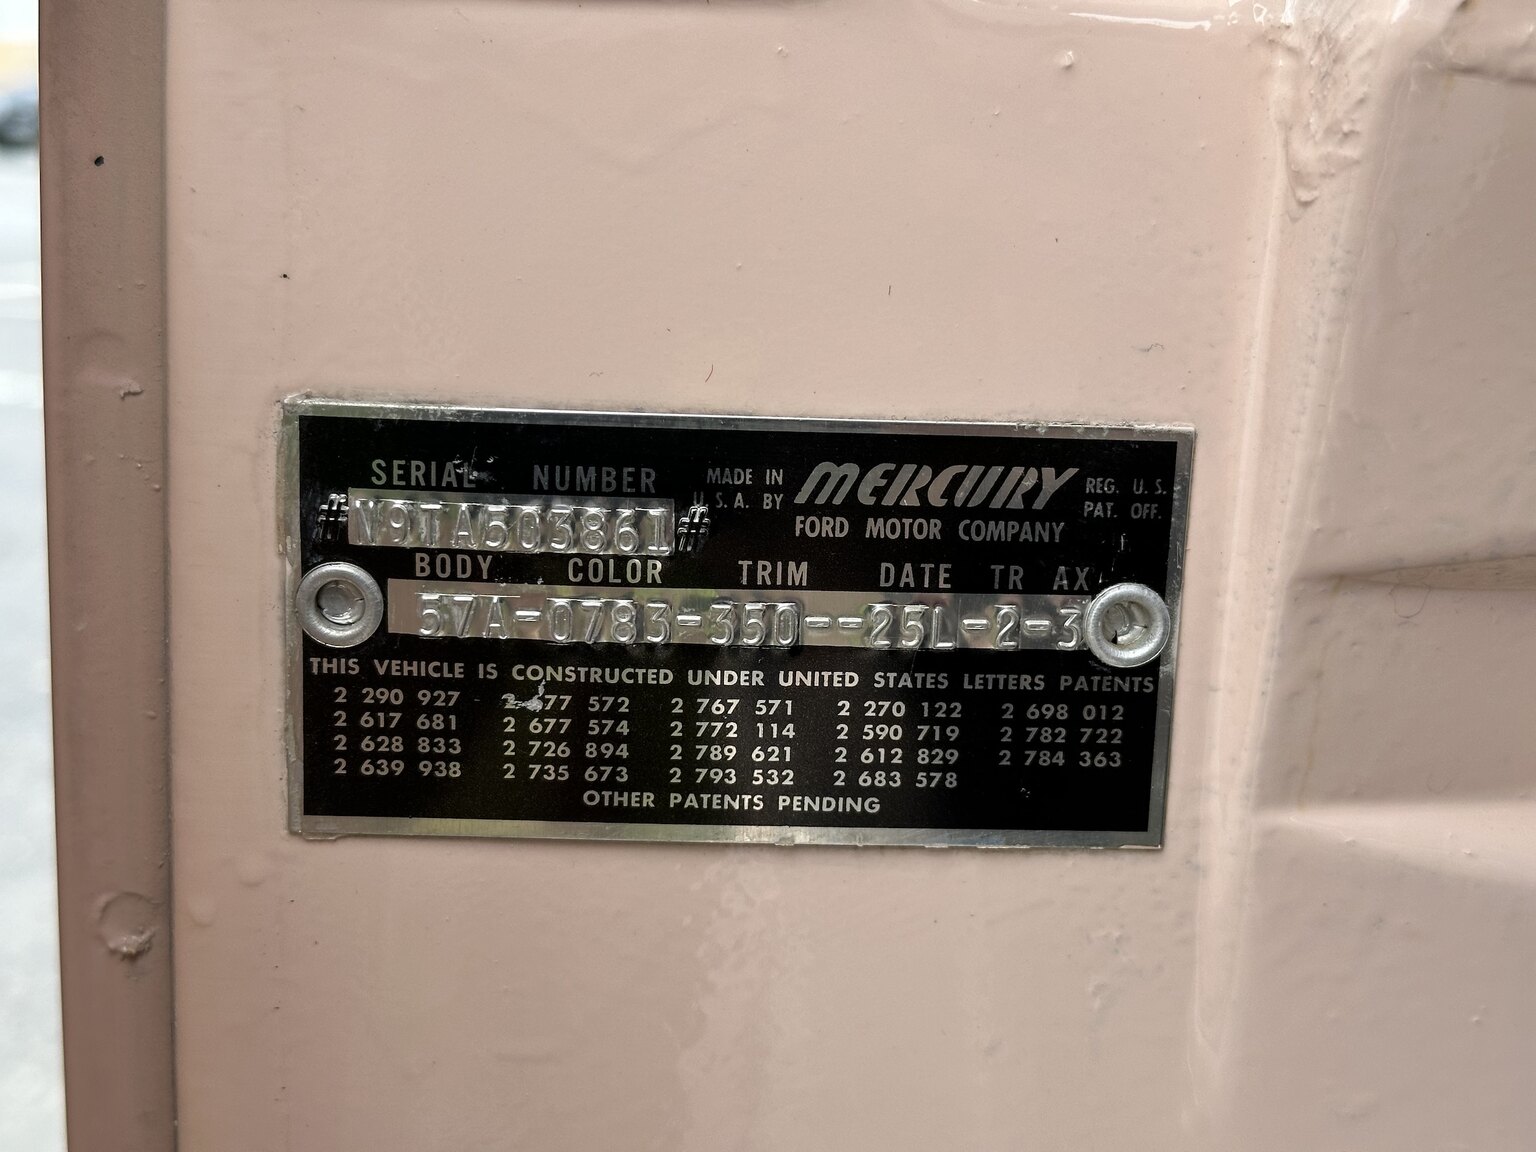 SERIAL NUMBER
#N9TA503861#
MADE IN
U.S.A. BY
MERCURY
REG. U.S.
PAT. OFF.
FORD MOTOR COMPANY
BODY COLOR TRIM DATE TR AX
57A-0783-350--25L-2-3
THIS VEHICLE IS CONSTRUCTED UNDER UNITED STATES LETTERS PATENTS
2 290 927 2 677 572 2 767 571 2 270 122 2 698 012
2 617 681 2 677 574 2 772 114 2 590 719 2 782 722
2 628 833 2 726 894 2 789 621 2 612 829 2 784 363
2 639 938 2 735 673 2 793 532 2 683 578
OTHER PATENTS PENDING